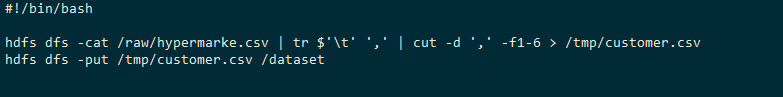 #!/bin/bash
hdfs dfs -cat /raw/hypermarke.csv | tr $'\t' ',' | cut -d ',' -f1-6 > /tmp/customer.csv
hdfs dfs -put /tmp/customer.csv /dataset